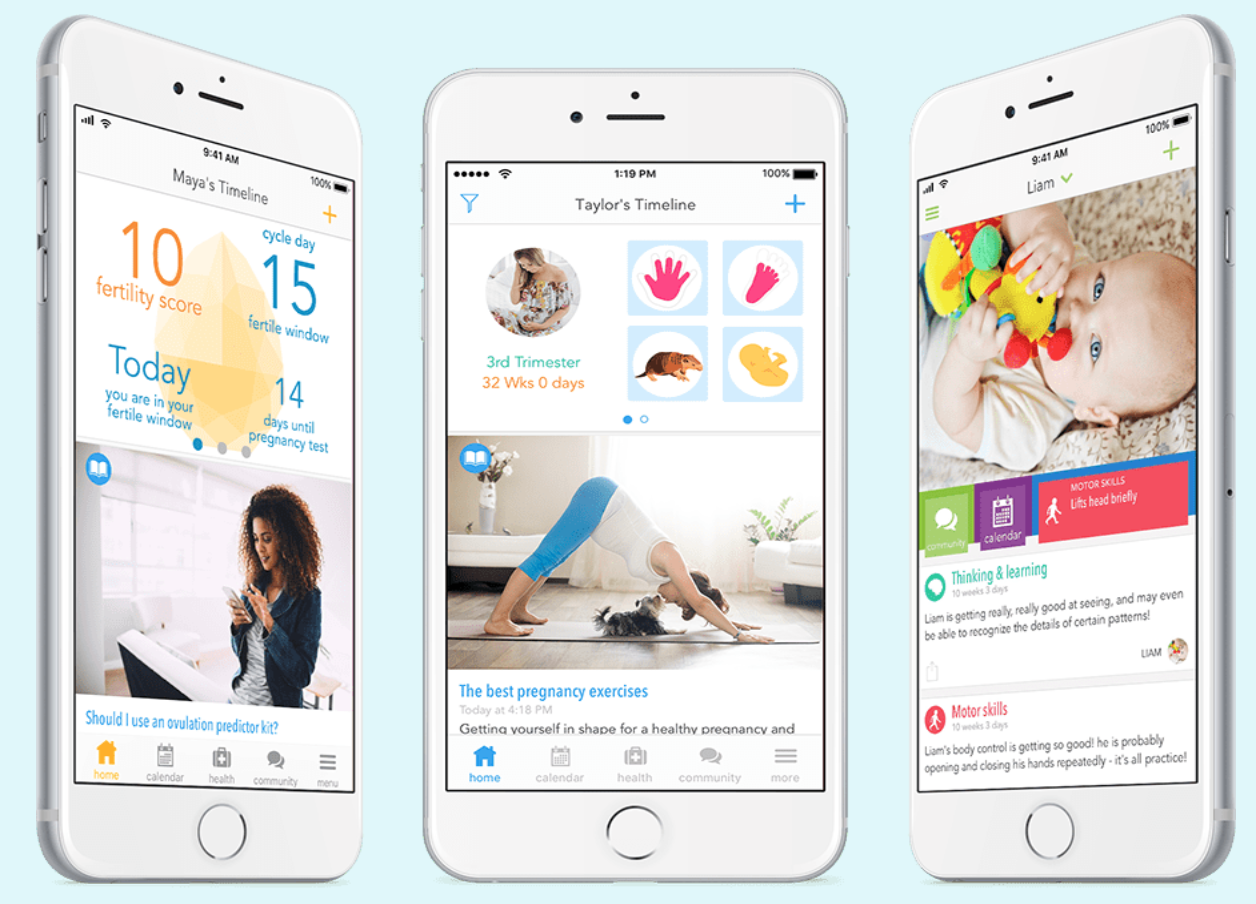 9:41 AM
100%
Maya's Timeline
+
10
fertility score
cycle day
15
fertile window
Today
you are in your
fertile window
14
days until
pregnancy test
Should I use an ovulation predictor kit?
home
calendar
health
community
menu
1:19 PM
100%
Taylor's Timeline
+
3rd Trimester
32 Wks 0 days
The best pregnancy exercises
Today at 4:18 PM
Getting yourself in shape for a healthy pregnancy and
home
calendar
health
community
more
9:41 AM
100%
Liam
+
community
calendar
MOTOR SKILLS
Lifts head briefly
Thinking & learning
10 weeks 3 days
Liam is getting really, really good at seeing, and may even
be able to recognize the details of certain patterns!
LIAM
Motor skills
10 weeks 3 days
Liam's body control is getting so good! he is probably
opening and closing his hands repeatedly - it's all practice!